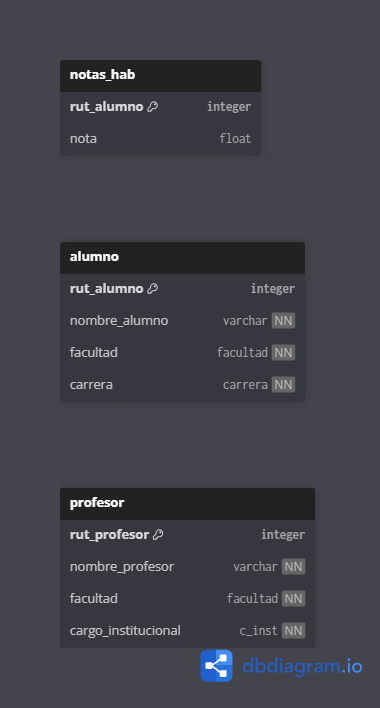 notas_hab
rut_alumno integer
nota float
alumno
rut_alumno integer
nombre_alumno varchar NN
facultad facultad NN
carrera carrera NN
profesor
rut_profesor integer
nombre_profesor varchar NN
facultad facultad NN
cargo_institucional c_inst NN
dbdiagram.io